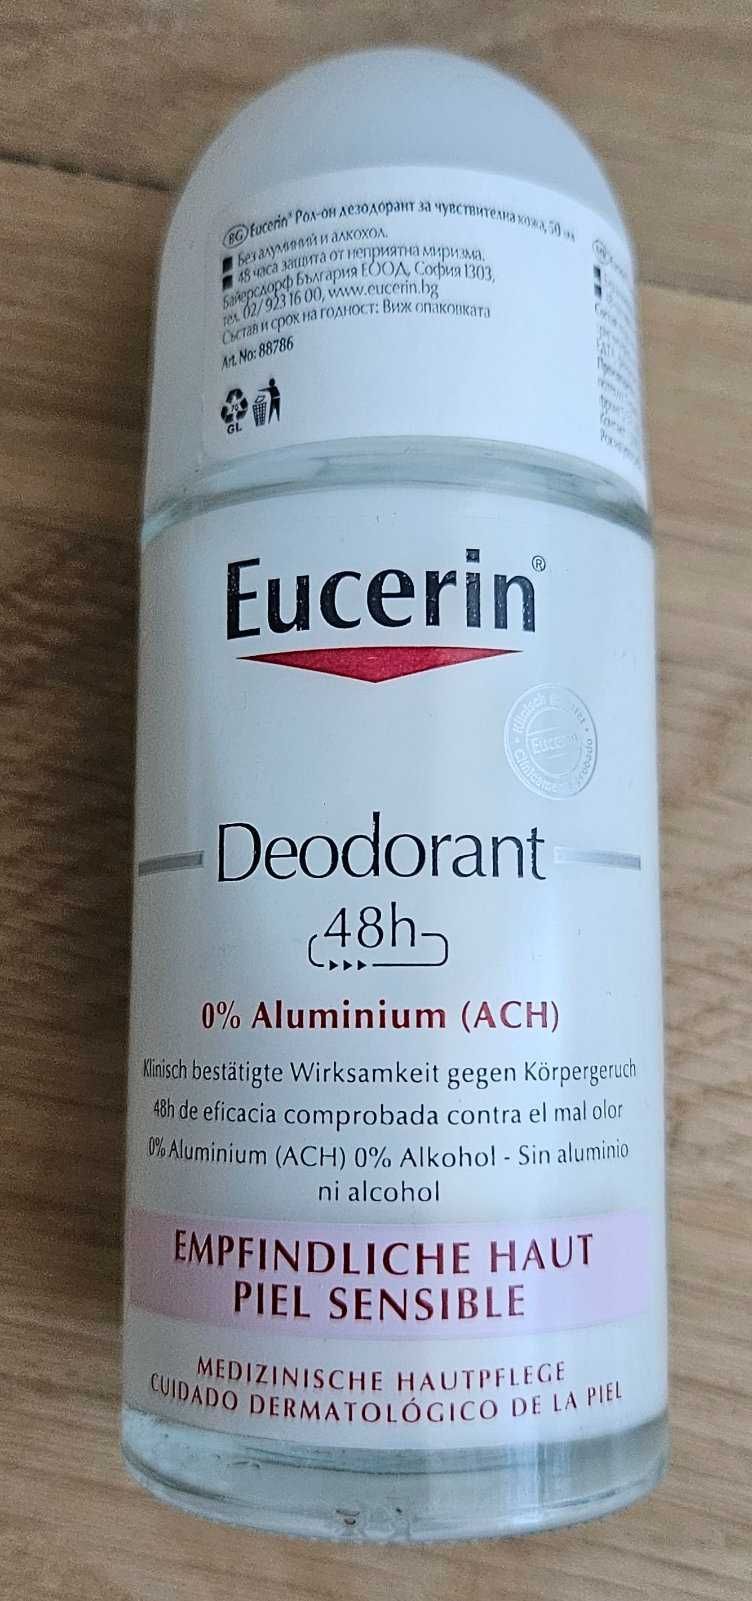 BG Eucerin® Рол-он дезодорант за чувствителна кожа, 50 мл
Без алуминий и алкохол.
48 часа защита от неприятна миризма.
Байерсдорф България ЕООД, София 1303,
тел. 02/ 923 16 00, www.eucerin.bg
Състав и срок на годност: Виж опаковката
Art. No: 88786
70
GL
Eucerin®
Klinisch
Eucerin
Deodorant
48h
0% Aluminium (ACH)
Klinisch bestätigte Wirksamkeit gegen Körpergeruch
48h de eficacia comprobada contra el mal olor
0% Aluminium (ACH) 0% Alkohol - Sin aluminio
ni alcohol
EMPFINDLICHE HAUT
PIEL SENSIBLE
MEDIZINISCHE HAUTPFLEGE
CUIDADO DERMATOLÓGICO DE LA PIEL